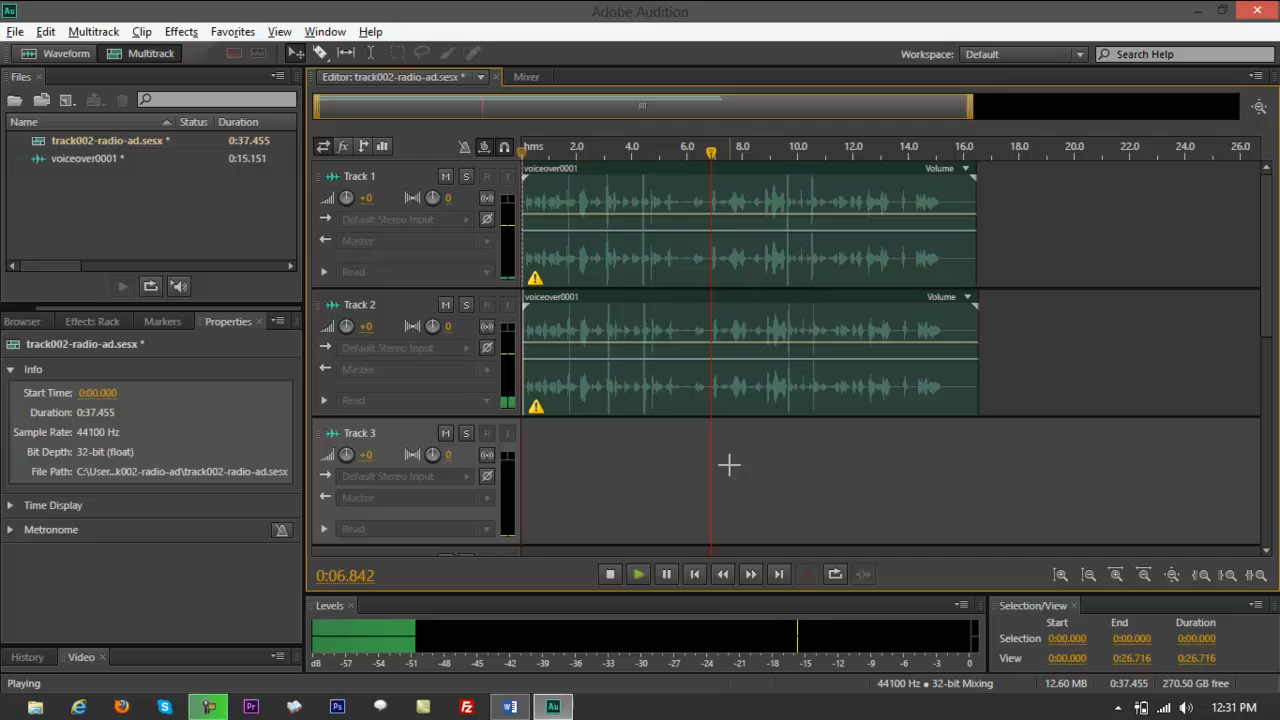 Au
Adobe Audition
File Edit Multitrack Clip Effects Favorites View Window Help
Waveform Multitrack Workspace: Default Search Help
Files
Name Status Duration
track002-radio-ad.sesx * 0:37.455
voiceover0001 * 0:15.151
Browser Effects Rack Markers Properties
track002-radio-ad.sesx *
Info
Start Time: 0:00.000
Duration: 0:37.455
Sample Rate: 44100 Hz
Bit Depth: 32-bit (float)
File Path: C:\User...k002-radio-ad\track002-radio-ad.sesx
Time Display
Metronome
History Video
Playing
Editor: track002-radio-ad.sesx * Mixer
fx
hms 2.0 4.0 6.0 8.0 10.0 12.0 14.0 16.0 18.0 20.0 22.0 24.0 26.0
Track 1 M S R I
+0 0
Default Stereo Input
Master
Read
voiceover0001 Volume
Track 2 M S R I
+0 0
Default Stereo Input
Master
Read
voiceover0001 Volume
Track 3 M S R I
+0 0
Default Stereo Input
Master
Read
0:06.842
Levels
dB -57 -54 -51 -48 -45 -42 -39 -36 -33 -30 -27 -24 -21 -18 -15 -12 -9 -6 -3 0
Selection/View
Start End Duration
Selection 0:00.000 0:00.000 0:00.000
View 0:00.000 0:26.716 0:26.716
44100 Hz ● 32-bit Mixing 12.60 MB 0:37.455 270.50 GB free
Pr Ps Fz W Au
12:31 PM